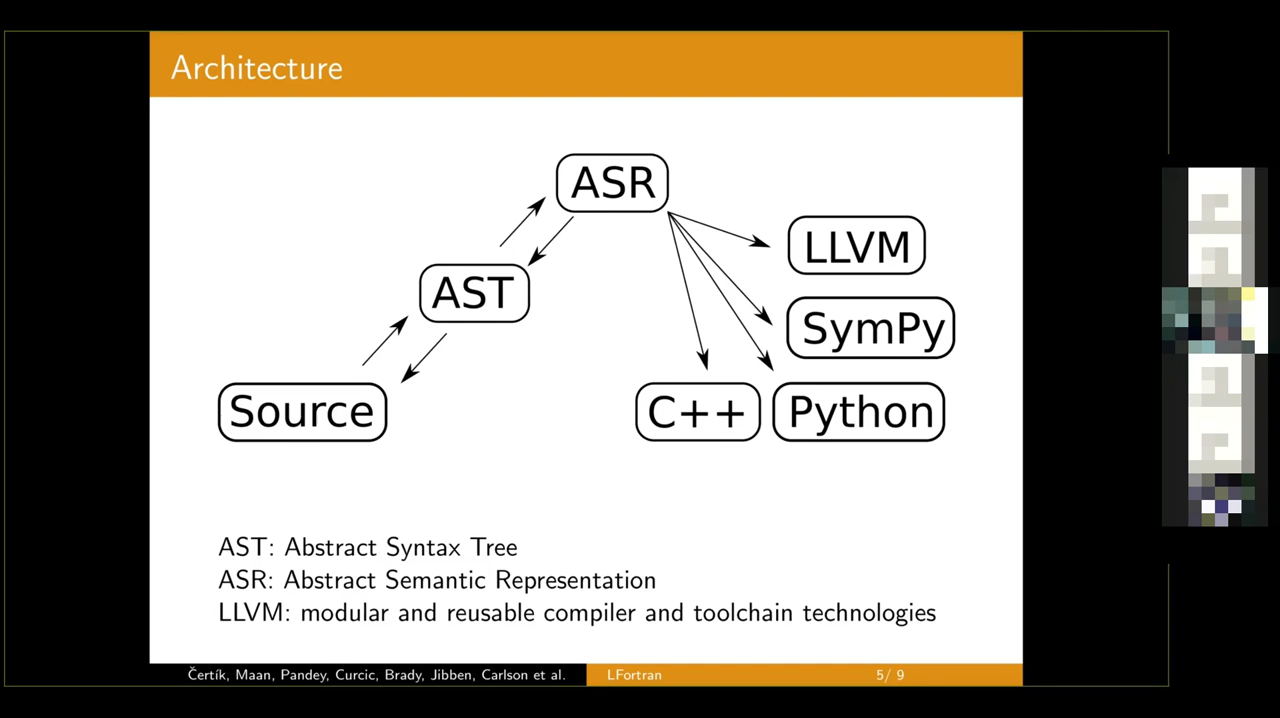 Architecture
ASR
LLVM
AST
SymPy
Source
C++
Python
AST: Abstract Syntax Tree
ASR: Abstract Semantic Representation
LLVM: modular and reusable compiler and toolchain technologies
Čertík, Maan, Pandey, Curcic, Brady, Jibben, Carlson et al.
LFortran
5/ 9